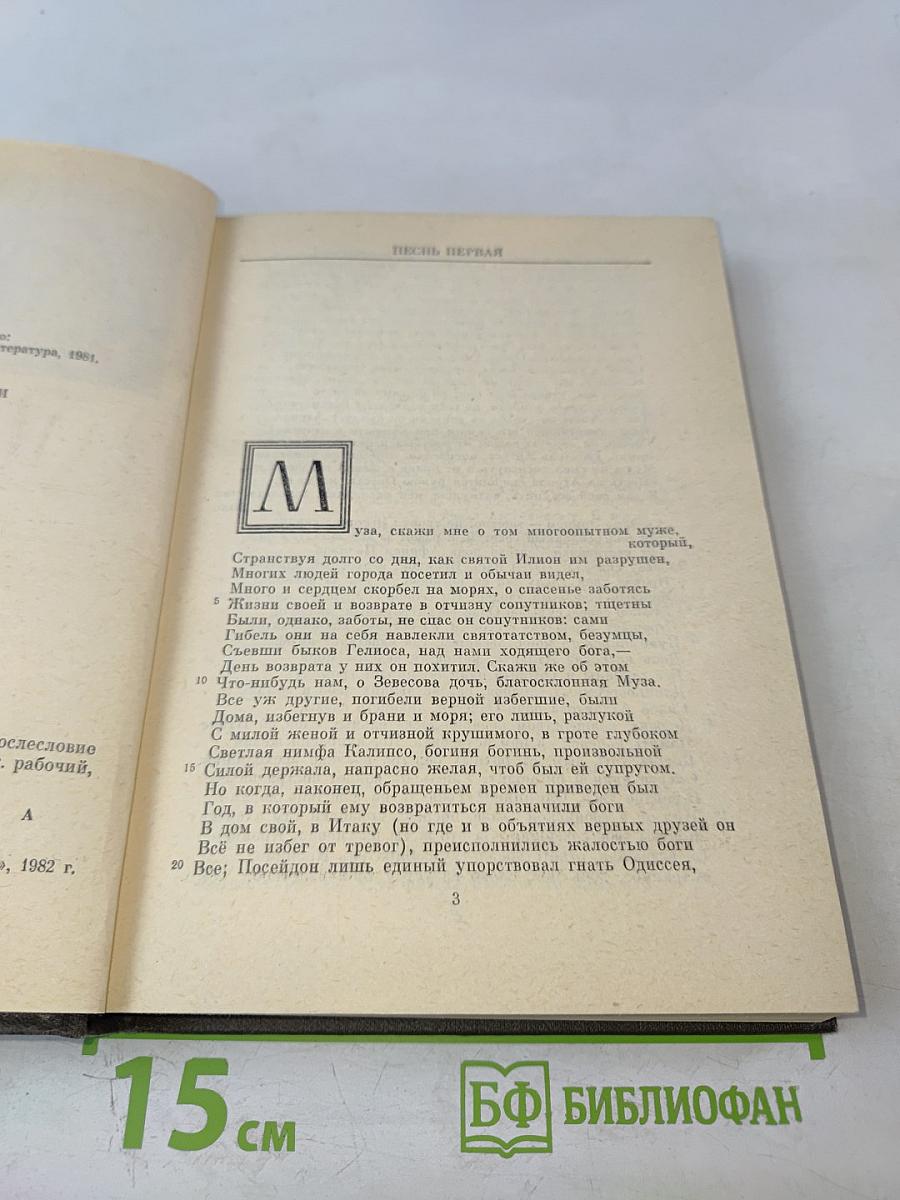 о:
тература, 1981.
и
ослесловие
. рабочий,
А
», 1982 г.
ПЕСНЬ ПЕРВАЯ
Муза, скажи мне о том многоопытном муже,
который,
Странствуя долго со дня, как святой Илион им разрушен,
Многих людей города посетил и обычаи видел,
Много и сердцем скорбел на морях, о спасенье заботясь
5 Жизни своей и возврате в отчизну сопутников; тщетны
Были, однако, заботы, не спас он сопутников: сами
Гибель они на себя навлекли святотатством, безумцы,
Съевши быков Гелиоса, над нами ходящего бога,—
День возврата у них он похитил. Скажи же об этом
10 Что-нибудь нам, о Зевесова дочь, благосклонная Муза.
Все уж другие, погибели верной избегшие, были
Дома, избегнув и брани и моря; его лишь, разлукой
С милой женой и отчизной крушимого, в гроте глубоком
Светлая нимфа Калипсо, богиня богинь, произвольной
15 Силой держала, напрасно желая, чтоб был ей супругом.
Но когда, наконец, обращеньем времен приведен был
Год, в который ему возвратиться назначили боги
В дом свой, в Итаку (но где и в объятиях верных друзей он
Всё не избег от тревог), преисполнились жалостью боги
20 Все; Посейдон лишь единый упорствовал гнать Одиссея,
3
15 см
БФ БИБЛИОФАН